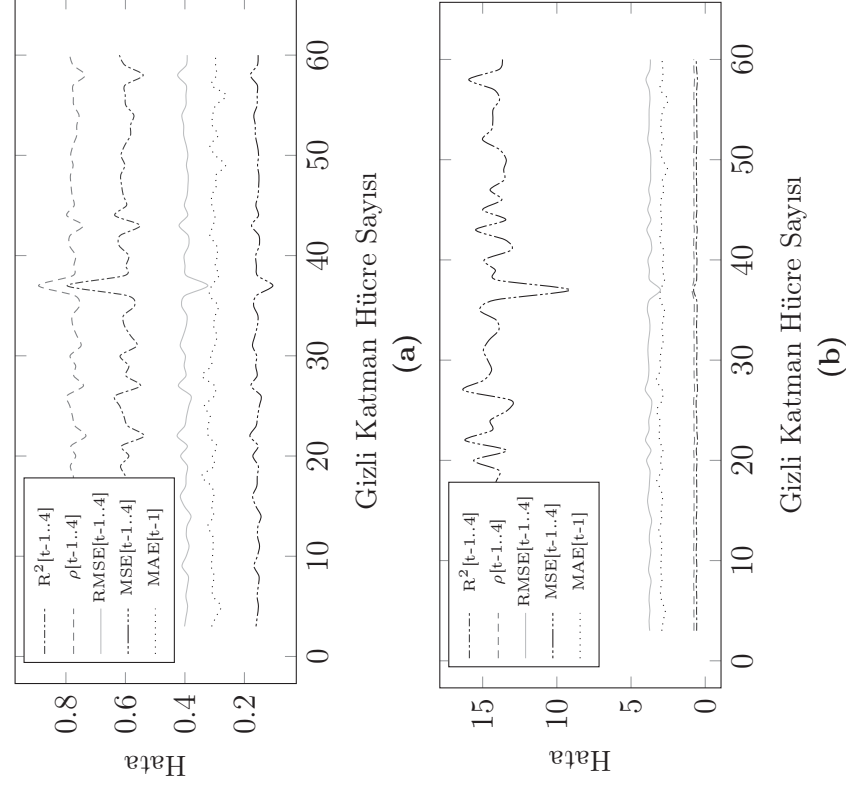 0.8
0.6
0.4
0.2
Hata
R²[t-1..4]
ρ[t-1..4]
RMSE[t-1..4]
MSE[t-1..4]
MAE[t-1]
0
10
20
30
40
50
60
Gizli Katman Hücre Sayısı
(a)
15
10
5
0
Hata
R²[t-1..4]
ρ[t-1..4]
RMSE[t-1..4]
MSE[t-1..4]
MAE[t-1]
0
10
20
30
40
50
60
Gizli Katman Hücre Sayısı
(b)